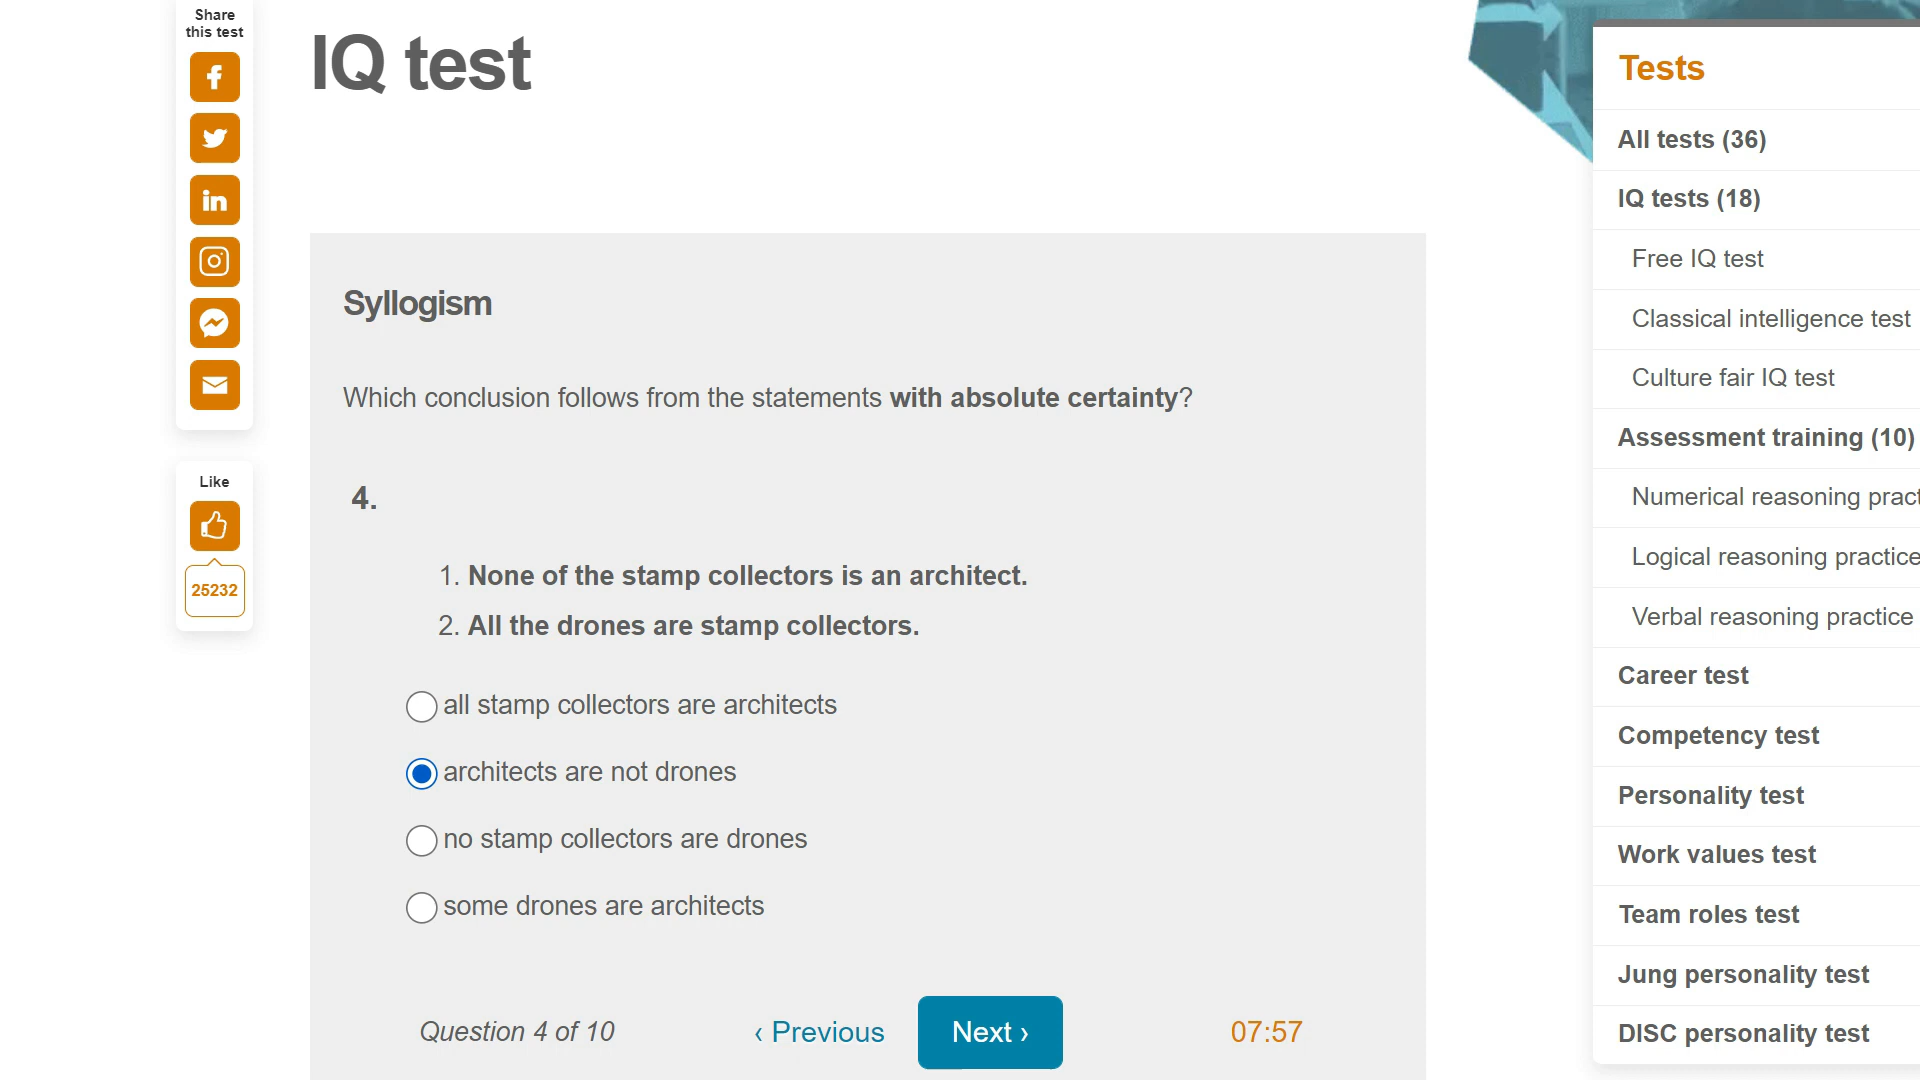 Share
this test
Like
25232
IQ test
Syllogism
Which conclusion follows from the statements with absolute certainty?
4.
1. None of the stamp collectors is an architect.
2. All the drones are stamp collectors.
all stamp collectors are architects
architects are not drones
no stamp collectors are drones
some drones are architects
Question 4 of 10
‹ Previous
Next ›
07:57
Tests
All tests (36)
IQ tests (18)
Free IQ test
Classical intelligence test
Culture fair IQ test
Assessment training (10)
Numerical reasoning pract
Logical reasoning practice
Verbal reasoning practice
Career test
Competency test
Personality test
Work values test
Team roles test
Jung personality test
DISC personality test